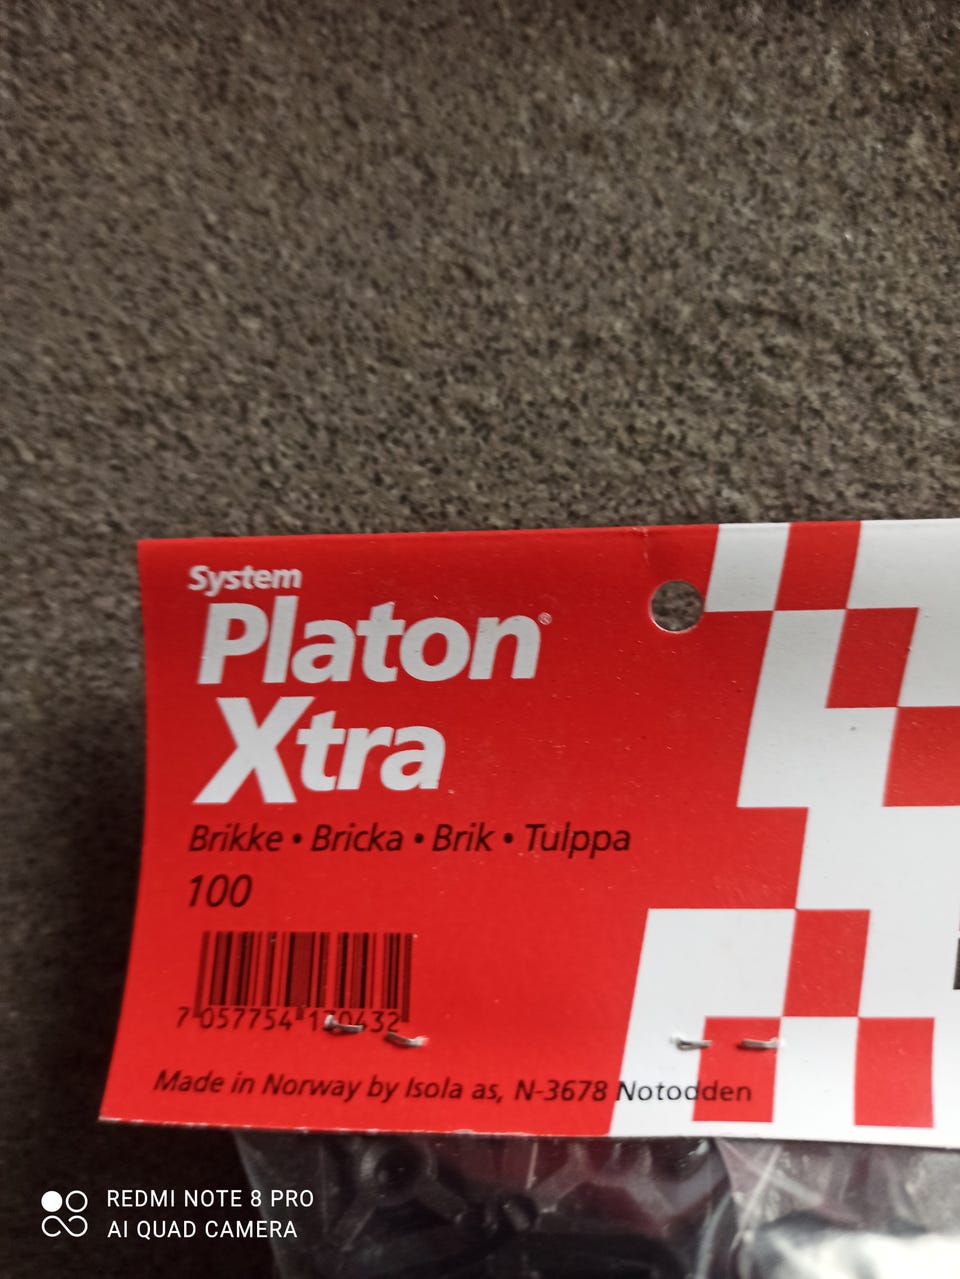 System
Platon®
Xtra
Brikke • Bricka • Brik • Tulppa
100
7 057754
Made in Norway by Isola as, N-3678 Notodden
REDMI NOTE 8 PRO
AI QUAD CAMERA